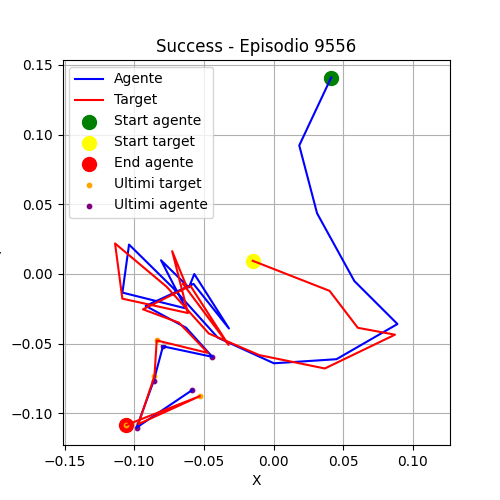 Success - Episodio 9556
0.15
0.10
0.05
0.00
−0.05
−0.10
Agente
Target
Start agente
Start target
End agente
Ultimi target
Ultimi agente
−0.15
−0.10
−0.05
0.00
0.05
0.10
X